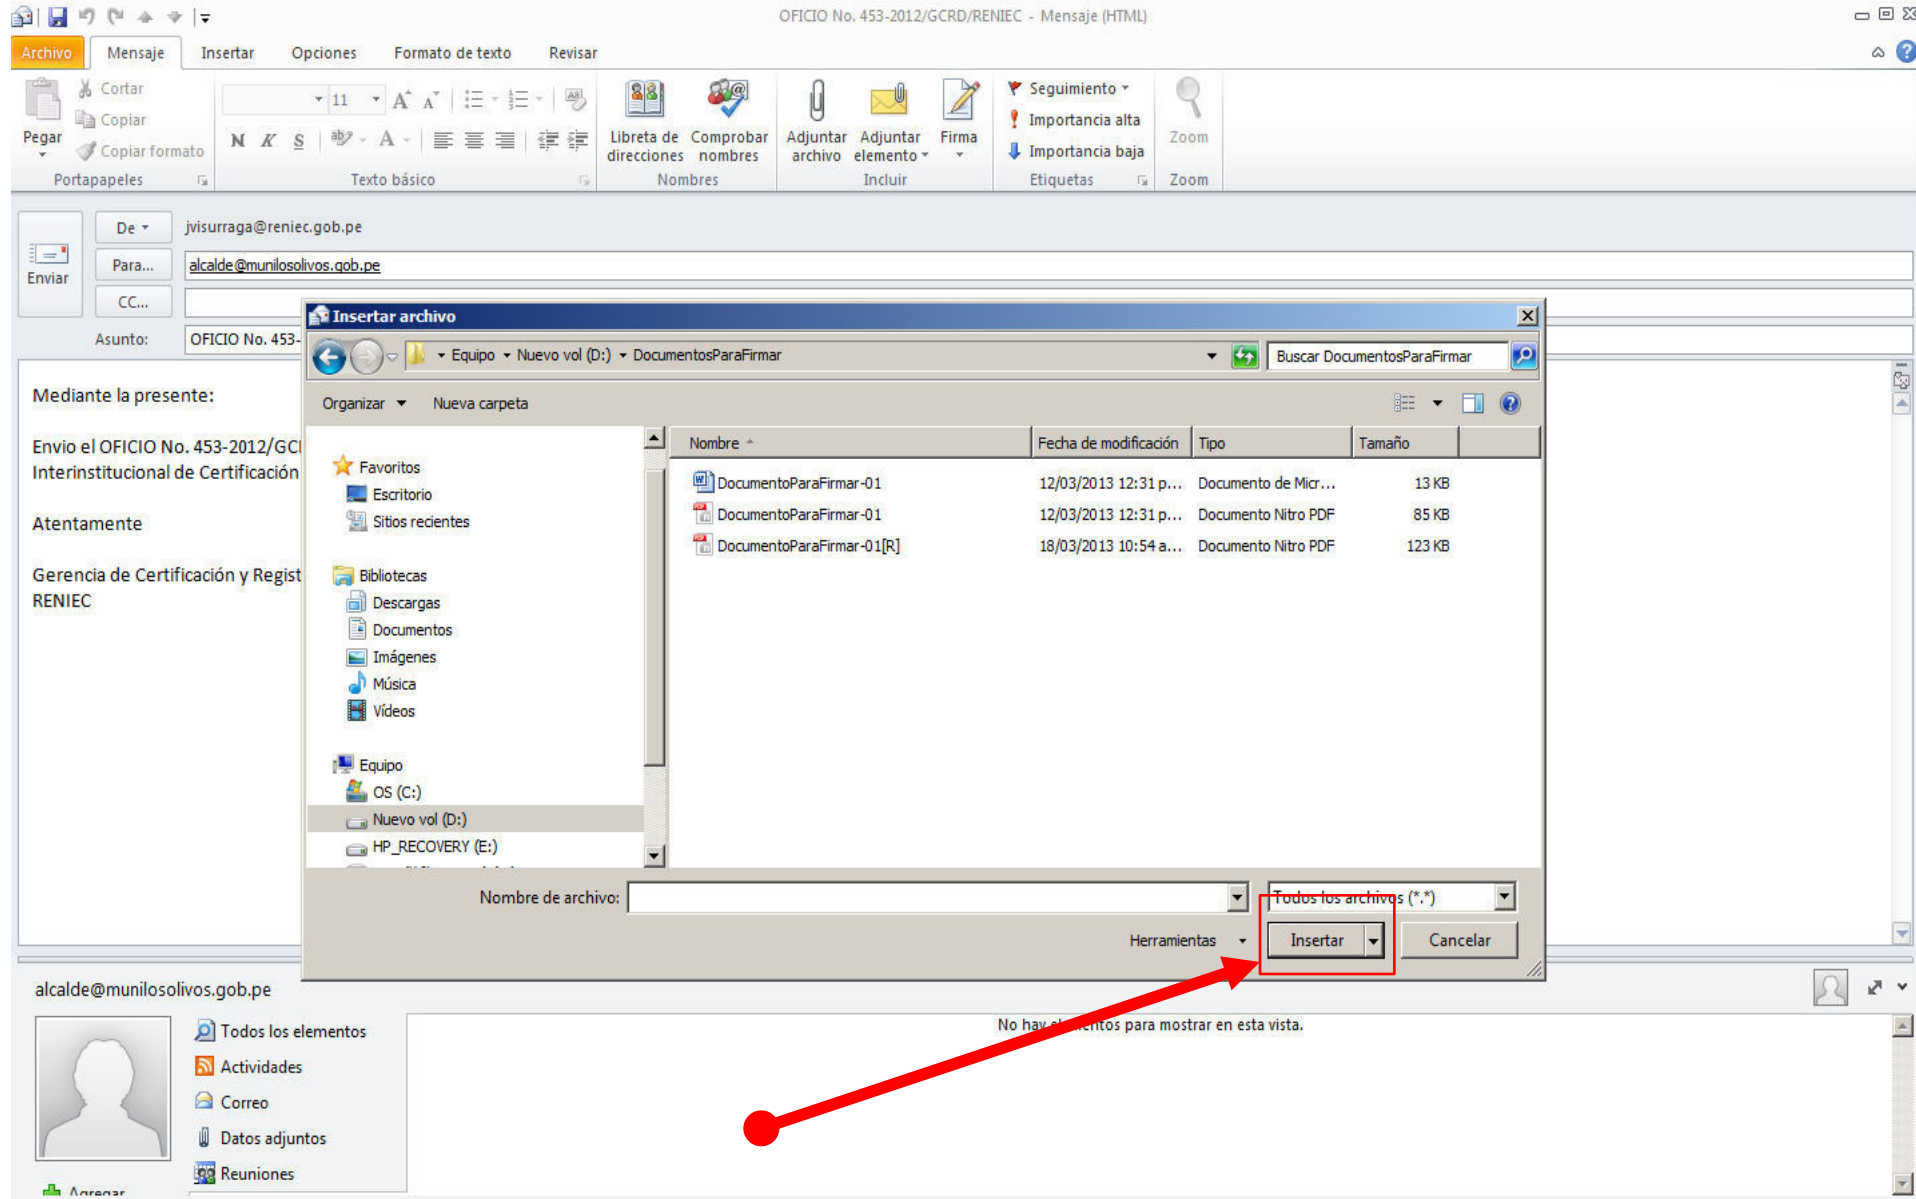 OFICIO No. 453-2012/GCRD/RENIEC - Mensaje (HTML)
Archivo Mensaje Insertar Opciones Formato de texto Revisar
Pegar
Cortar
Copiar
Copiar formato
Portapapeles
11
N K S
Texto básico
Libreta de direcciones
Comprobar nombres
Nombres
Adjuntar archivo
Adjuntar elemento
Firma
Incluir
Seguimiento
Importancia alta
Importancia baja
Etiquetas
Zoom
Zoom
Enviar
De jvisurraga@reniec.gob.pe
Para... alcalde@munilosolivos.gob.pe
CC...
Asunto: OFICIO No. 453-
Mediante la presente:
Envio el OFICIO No. 453-2012/GC
Interinstitucional de Certificación
Atentamente
Gerencia de Certificación y Regist
RENIEC
Insertar archivo
Equipo Nuevo vol (D:) DocumentosParaFirmar
Buscar DocumentosParaFirmar
Organizar Nueva carpeta
Favoritos
Escritorio
Sitios recientes
Bibliotecas
Descargas
Documentos
Imágenes
Música
Vídeos
Equipo
OS (C:)
Nuevo vol (D:)
HP_RECOVERY (E:)
Nombre Fecha de modificación Tipo Tamaño
DocumentoParaFirmar-01 12/03/2013 12:31 p... Documento de Micr... 13 KB
DocumentoParaFirmar-01 12/03/2013 12:31 p... Documento Nitro PDF 85 KB
DocumentoParaFirmar-01[R] 18/03/2013 10:54 a... Documento Nitro PDF 123 KB
Nombre de archivo:
Todos los archivos (*.*)
Herramientas Insertar Cancelar
alcalde@munilosolivos.gob.pe
Todos los elementos
Actividades
Correo
Datos adjuntos
Reuniones
Agregar
No hay elementos para mostrar en esta vista.